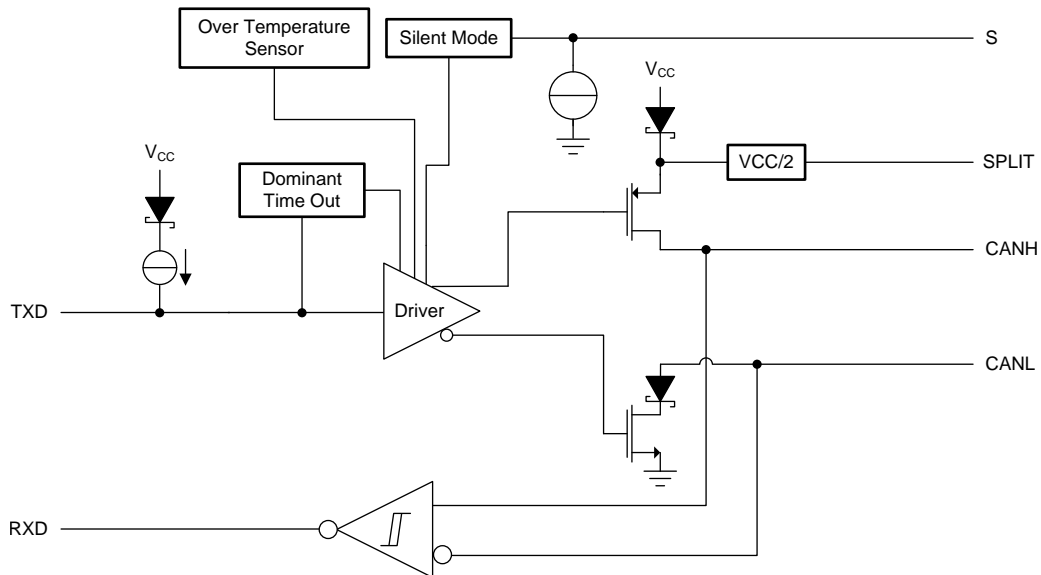 Over Temperature
Sensor
Silent Mode
S
VCC
VCC/2
SPLIT
VCC
Dominant
Time Out
CANH
TXD
Driver
CANL
RXD